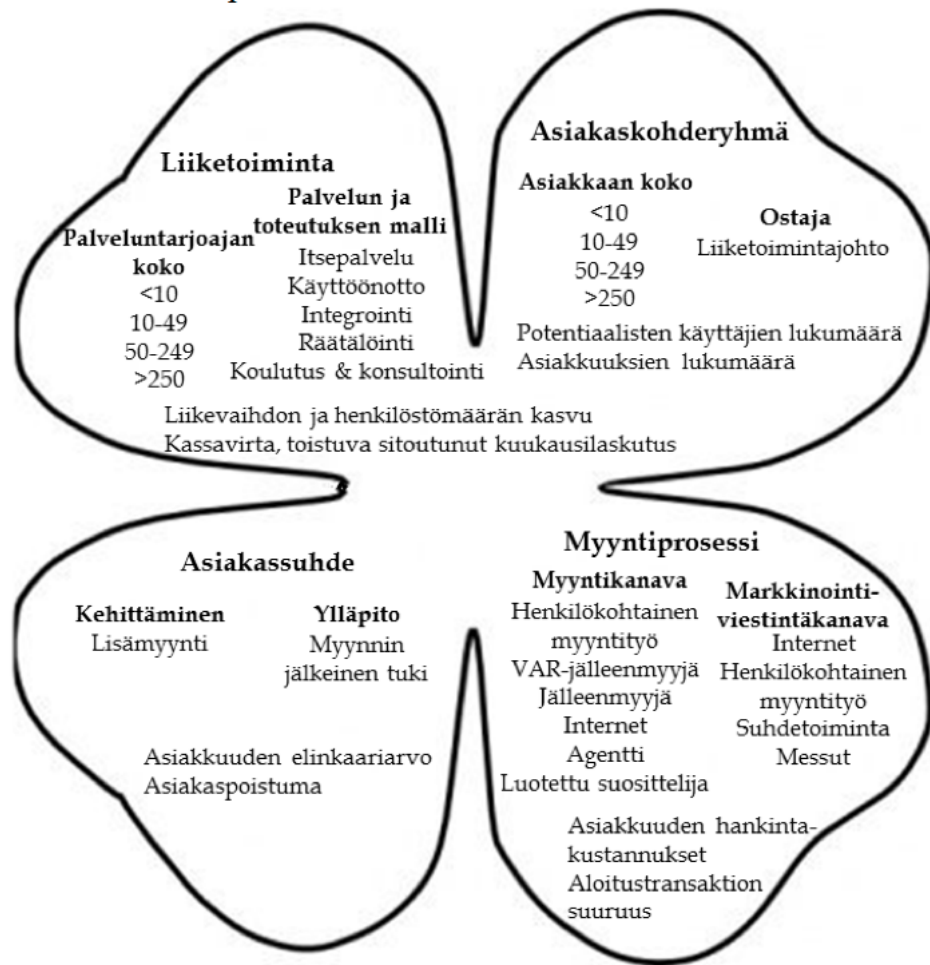 Liiketoiminta
Palveluntarjoajan
koko
<10
10-49
50-249
>250
Palvelun ja
toteutuksen malli
Itsepalvelu
Käyttöönotto
Integrointi
Räätälöinti
Koulutus & konsultointi
Liikevaihdon ja henkilöstömäärän kasvu
Kassavirta, toistuva sitoutunut kuukausilaskutus
Asiakaskohderyhmä
Asiakkaan koko
<10
10-49
50-249
>250
Ostaja
Liiketoimintajohto
Potentiaalisten käyttäjien lukumäärä
Asiakkuuksien lukumäärä
Asiakassuhde
Kehittäminen
Lisämyynti
Ylläpito
Myynnin
jälkeinen tuki
Asiakkuuden elinkaariarvo
Asiakaspoistuma
Myyntiprosessi
Myyntikanava
Henkilökohtainen
myyntityö
VAR-jälleenmyyjä
Jälleenmyyjä
Internet
Agentti
Luotettu suosittelija
Markkinointi-
viestintäkanava
Internet
Henkilökohtainen
myyntityö
Suhdetoiminta
Messut
Asiakkuuden hankinta-
kustannukset
Aloitustransaktion
suuruus